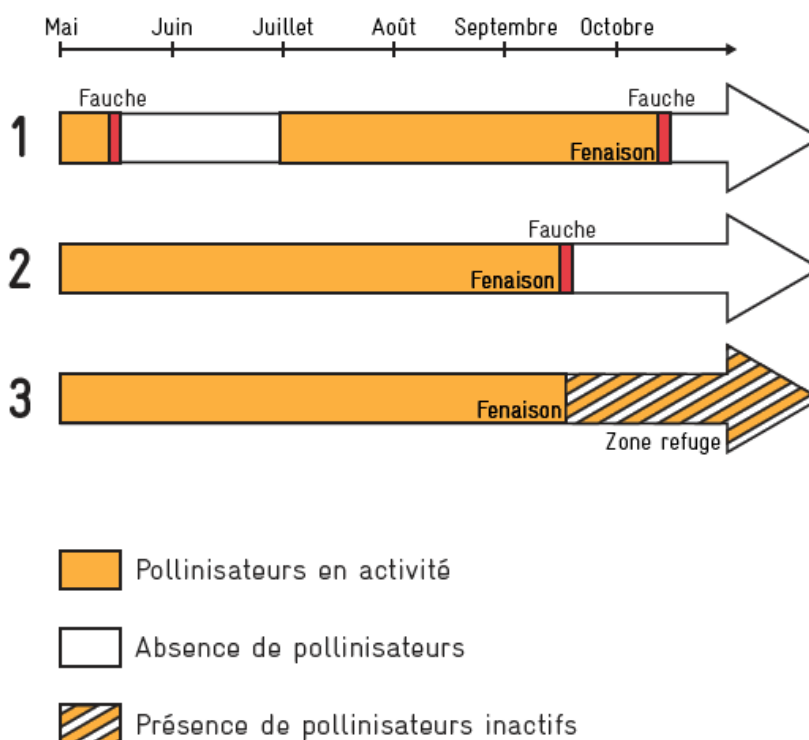 Mai Juin Juillet Août Septembre Octobre
Fauche Fauche
1 Fenaison
Fauche
2 Fenaison
3 Fenaison
Zone refuge
Pollinisateurs en activité
Absence de pollinisateurs
Présence de pollinisateurs inactifs